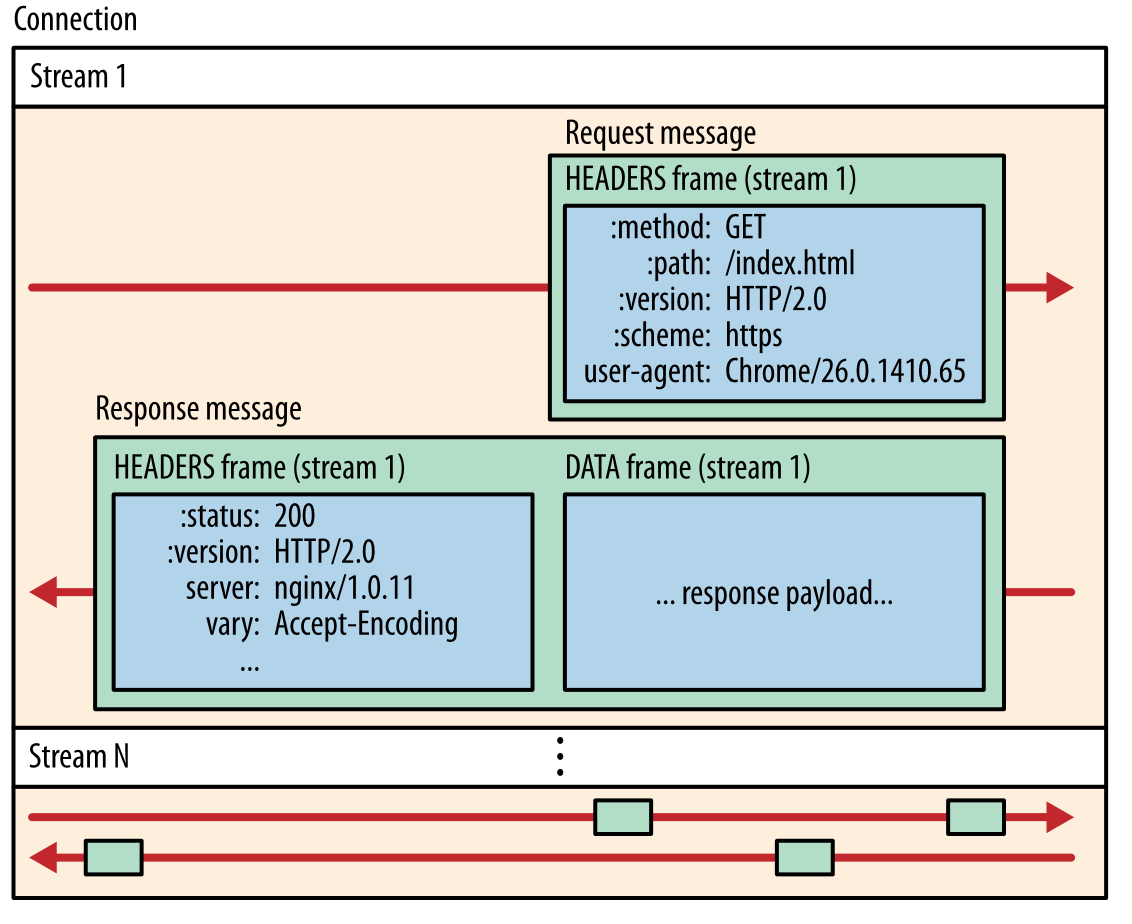 Connection
Stream 1
Request message
HEADERS frame (stream 1)
:method: GET
:path: /index.html
:version: HTTP/2.0
:scheme: https
user-agent: Chrome/26.0.1410.65
Response message
HEADERS frame (stream 1)
:status: 200
:version: HTTP/2.0
server: nginx/1.0.11
vary: Accept-Encoding
...
DATA frame (stream 1)
... response payload...
Stream N